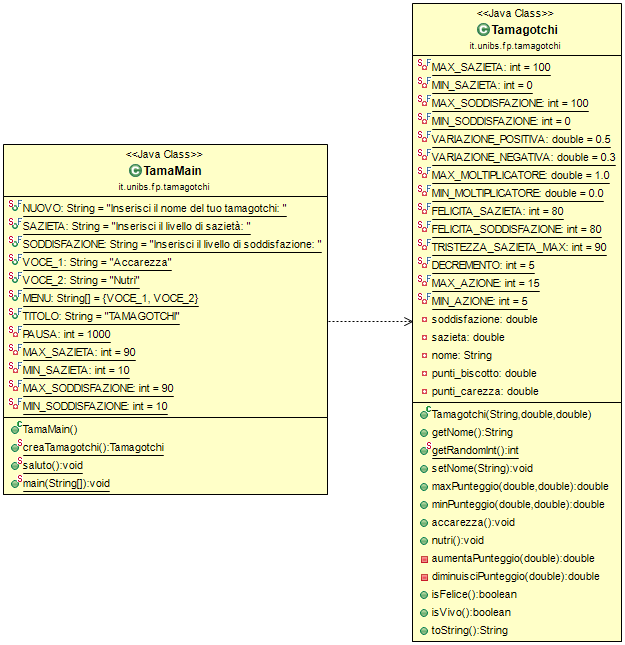 <<Java Class>>
TamaMain
it.unibs.fp.tamagotchi
NUOVO: String = "Inserisci il nome del tuo tamagotchi: "
SAZIETA: String = "Inserisci il livello di sazietà: "
SODDISFAZIONE: String = "Inserisci il livello di soddisfazione: "
VOCE_1: String = "Accarezza"
VOCE_2: String = "Nutri"
MENU: String[] = {VOCE_1, VOCE_2}
TITOLO: String = "TAMAGOTCHI"
PAUSA: int = 1000
MAX_SAZIETA: int = 90
MIN_SAZIETA: int = 10
MAX_SODDISFAZIONE: int = 90
MIN_SODDISFAZIONE: int = 10
TamaMain()
creaTamagotchi():Tamagotchi
saluto():void
main(String[]):void
<<Java Class>>
Tamagotchi
it.unibs.fp.tamagotchi
MAX_SAZIETA: int = 100
MIN_SAZIETA: int = 0
MAX_SODDISFAZIONE: int = 100
MIN_SODDISFAZIONE: int = 0
VARIAZIONE_POSITIVA: double = 0.5
VARIAZIONE_NEGATIVA: double = 0.3
MAX_MOLTIPLICATORE: double = 1.0
MIN_MOLTIPLICATORE: double = 0.0
FELICITA_SAZIETA: int = 80
FELICITA_SODDISFAZIONE: int = 80
TRISTEZZA_SAZIETA_MAX: int = 90
DECREMENTO: int = 5
MAX_AZIONE: int = 15
MIN_AZIONE: int = 5
soddisfazione: double
sazieta: double
nome: String
punti_biscotto: double
punti_carezza: double
Tamagotchi(String,double,double)
getNome():String
getRandomInt():int
setNome(String):void
maxPunteggio(double,double):double
minPunteggio(double,double):double
accarezza():void
nutri():void
aumentaPunteggio(double):double
diminuisciPunteggio(double):double
isFelice():boolean
isVivo():boolean
toString():String